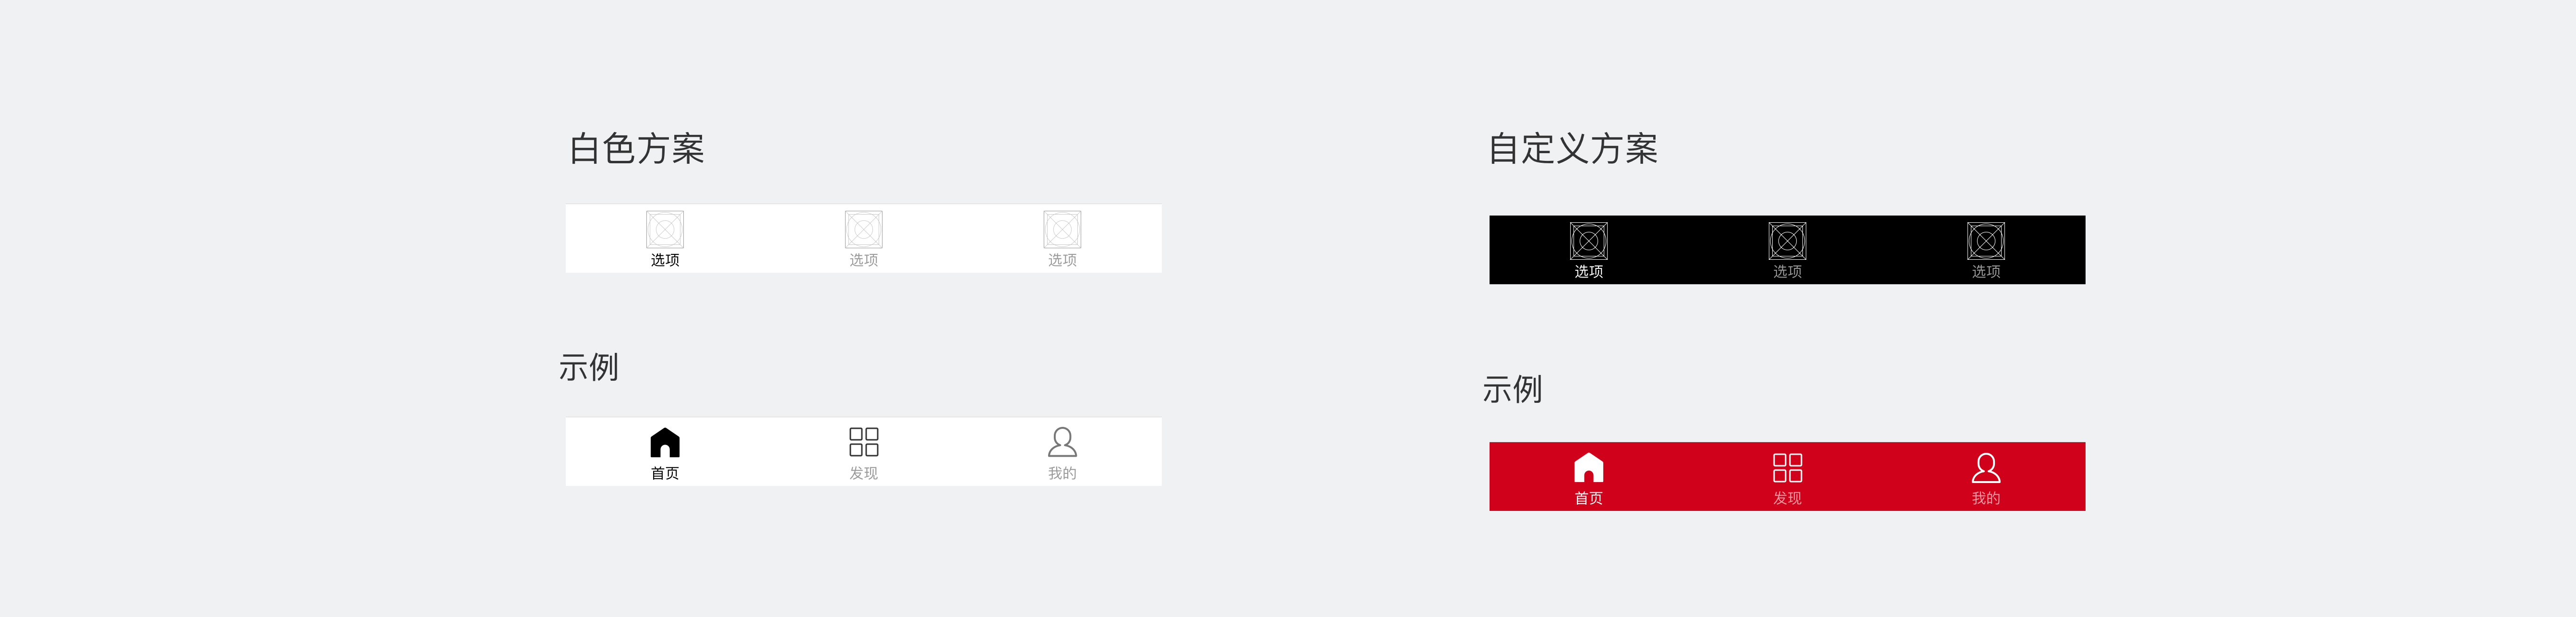 白色方案
选项 选项 选项
示例
首页 发现 我的
自定义方案
选项 选项 选项
示例
首页 发现 我的